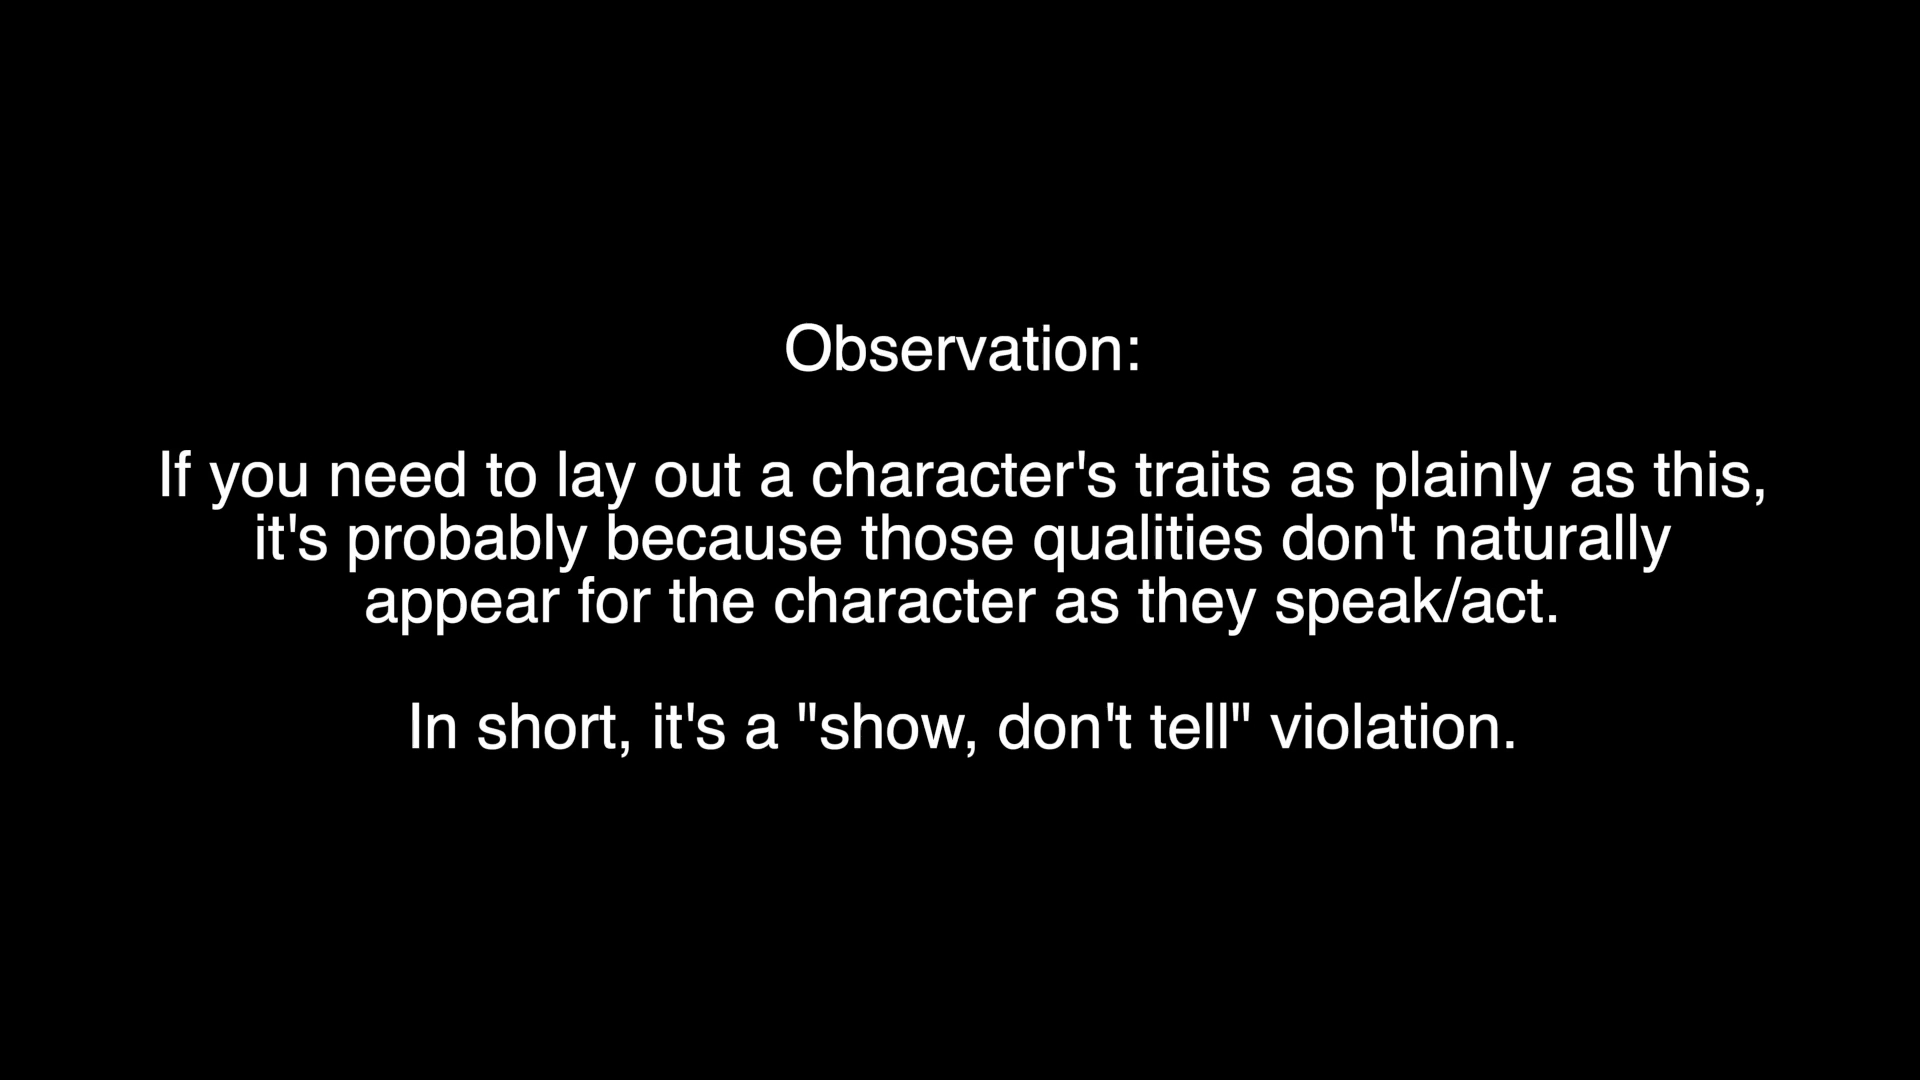 Observation:
If you need to lay out a character's traits as plainly as this,
it's probably because those qualities don't naturally
appear for the character as they speak/act.
In short, it's a "show, don't tell" violation.